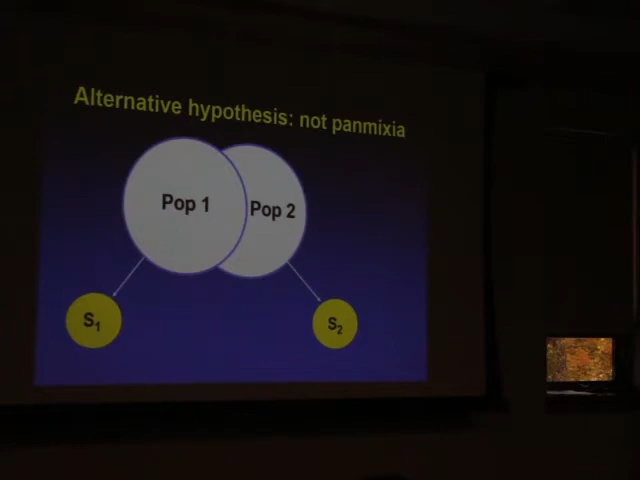 Alternative hypothesis: not panmixia
Pop 1
Pop 2
S₁
S₂